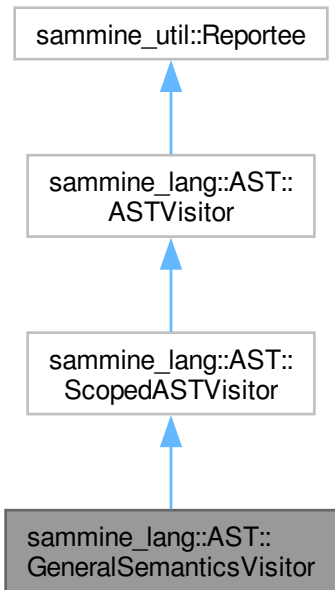 sammine_util::Reportee
sammine_lang::AST::
ASTVisitor
sammine_lang::AST::
ScopedASTVisitor
sammine_lang::AST::
GeneralSemanticsVisitor